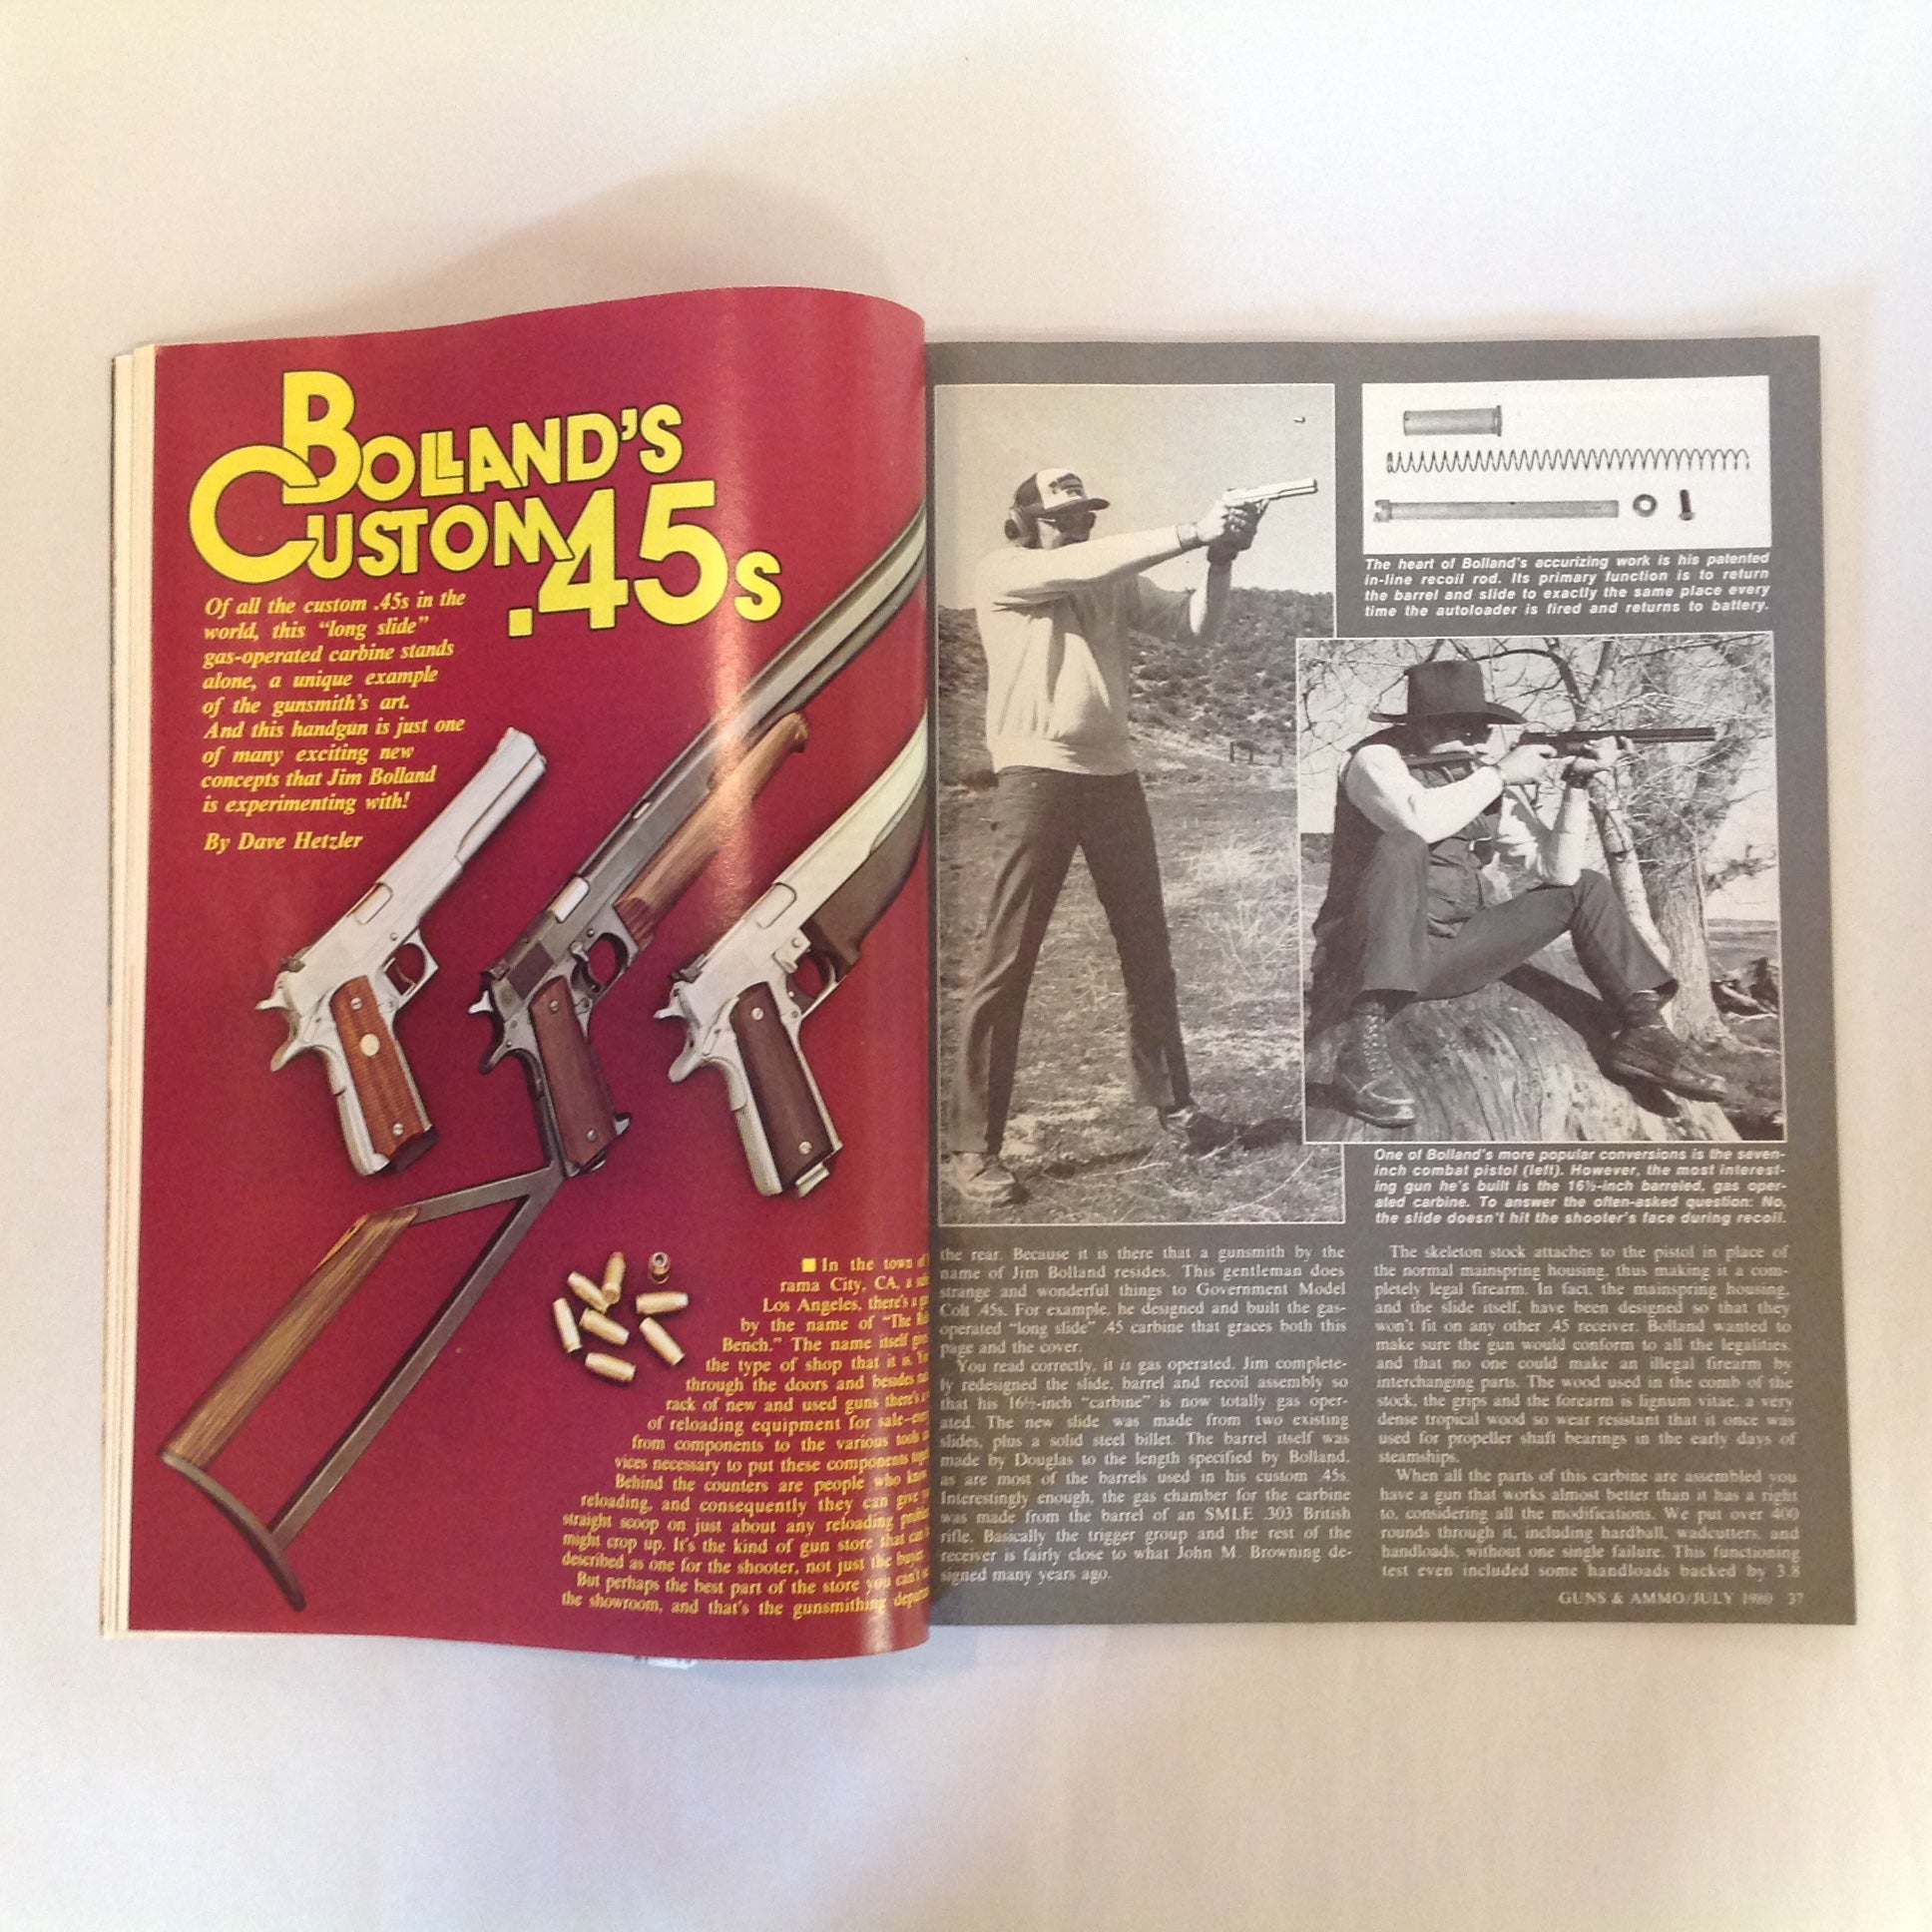 BOLLAND'S
CUSTOM
.45s
Of all the custom .45s in the
world, this "long slide"
gas-operated carbine stands
alone, a unique example
of the gunsmith's art.
And this handgun is just one
of many exciting new
concepts that Jim Bolland
is experimenting with!
By Dave Hetzler
■ In the town of
rama City, CA, a
Los Angeles, there's a
by the name of "The
Bench." The name itself
the type of shop that it is.
through the doors and besides
rack of new and used guns there's
of reloading equipment for sale
from components to the various tools
vices necessary to put these components
Behind the counters are people who know
reloading, and consequently they can give
straight scoop on just about any reloading
might crop up. It's the kind of gun store that can
described as one for the shooter, not just the buyer.
But perhaps the best part of the store you can't
the showroom, and that's the gunsmithing
The heart of Bolland's accurizing work is his patented
in-line recoil rod. Its primary function is to return
the barrel and slide to exactly the same place every
time the autoloader is fired and returns to battery.
One of Bolland's more popular conversions is the seven-
inch combat pistol (left). However, the most interest-
ing gun he's built is the 16½-inch barreled, gas oper-
ated carbine. To answer the often-asked question: No,
the slide doesn't hit the shooter's face during recoil.
the rear. Because it is there that a gunsmith by the
name of Jim Bolland resides. This gentleman does
strange and wonderful things to Government Model
Colt .45s. For example, he designed and built the gas-
operated "long slide" .45 carbine that graces both this
page and the cover.
You read correctly, it is gas operated. Jim complete-
ly redesigned the slide, barrel and recoil assembly so
that his 16½-inch "carbine" is now totally gas oper-
ated. The new slide was made from two existing
slides, plus a solid steel billet. The barrel itself was
made by Douglas to the length specified by Bolland,
as are most of the barrels used in his custom .45s.
Interestingly enough, the gas chamber for the carbine
was made from the barrel of an SMLE .303 British
rifle. Basically the trigger group and the rest of the
receiver is fairly close to what John M. Browning de-
signed many years ago.
The skeleton stock attaches to the pistol in place of
the normal mainspring housing, thus making it a com-
pletely legal firearm. In fact, the mainspring housing,
and the slide itself, have been designed so that they
won't fit on any other .45 receiver. Bolland wanted to
make sure the gun would conform to all the legalities,
and that no one could make an illegal firearm by
interchanging parts. The wood used in the comb of the
stock, the grips and the forearm is lignum vitae, a very
dense tropical wood so wear resistant that it once was
used for propeller shaft bearings in the early days of
steamships.
When all the parts of this carbine are assembled you
have a gun that works almost better than it has a right
to, considering all the modifications. We put over 400
rounds through it, including hardball, wadcutters, and
handloads, without one single failure. This functioning
test even included some handloads backed by 3.8
GUNS & AMMO/JULY 1980 37